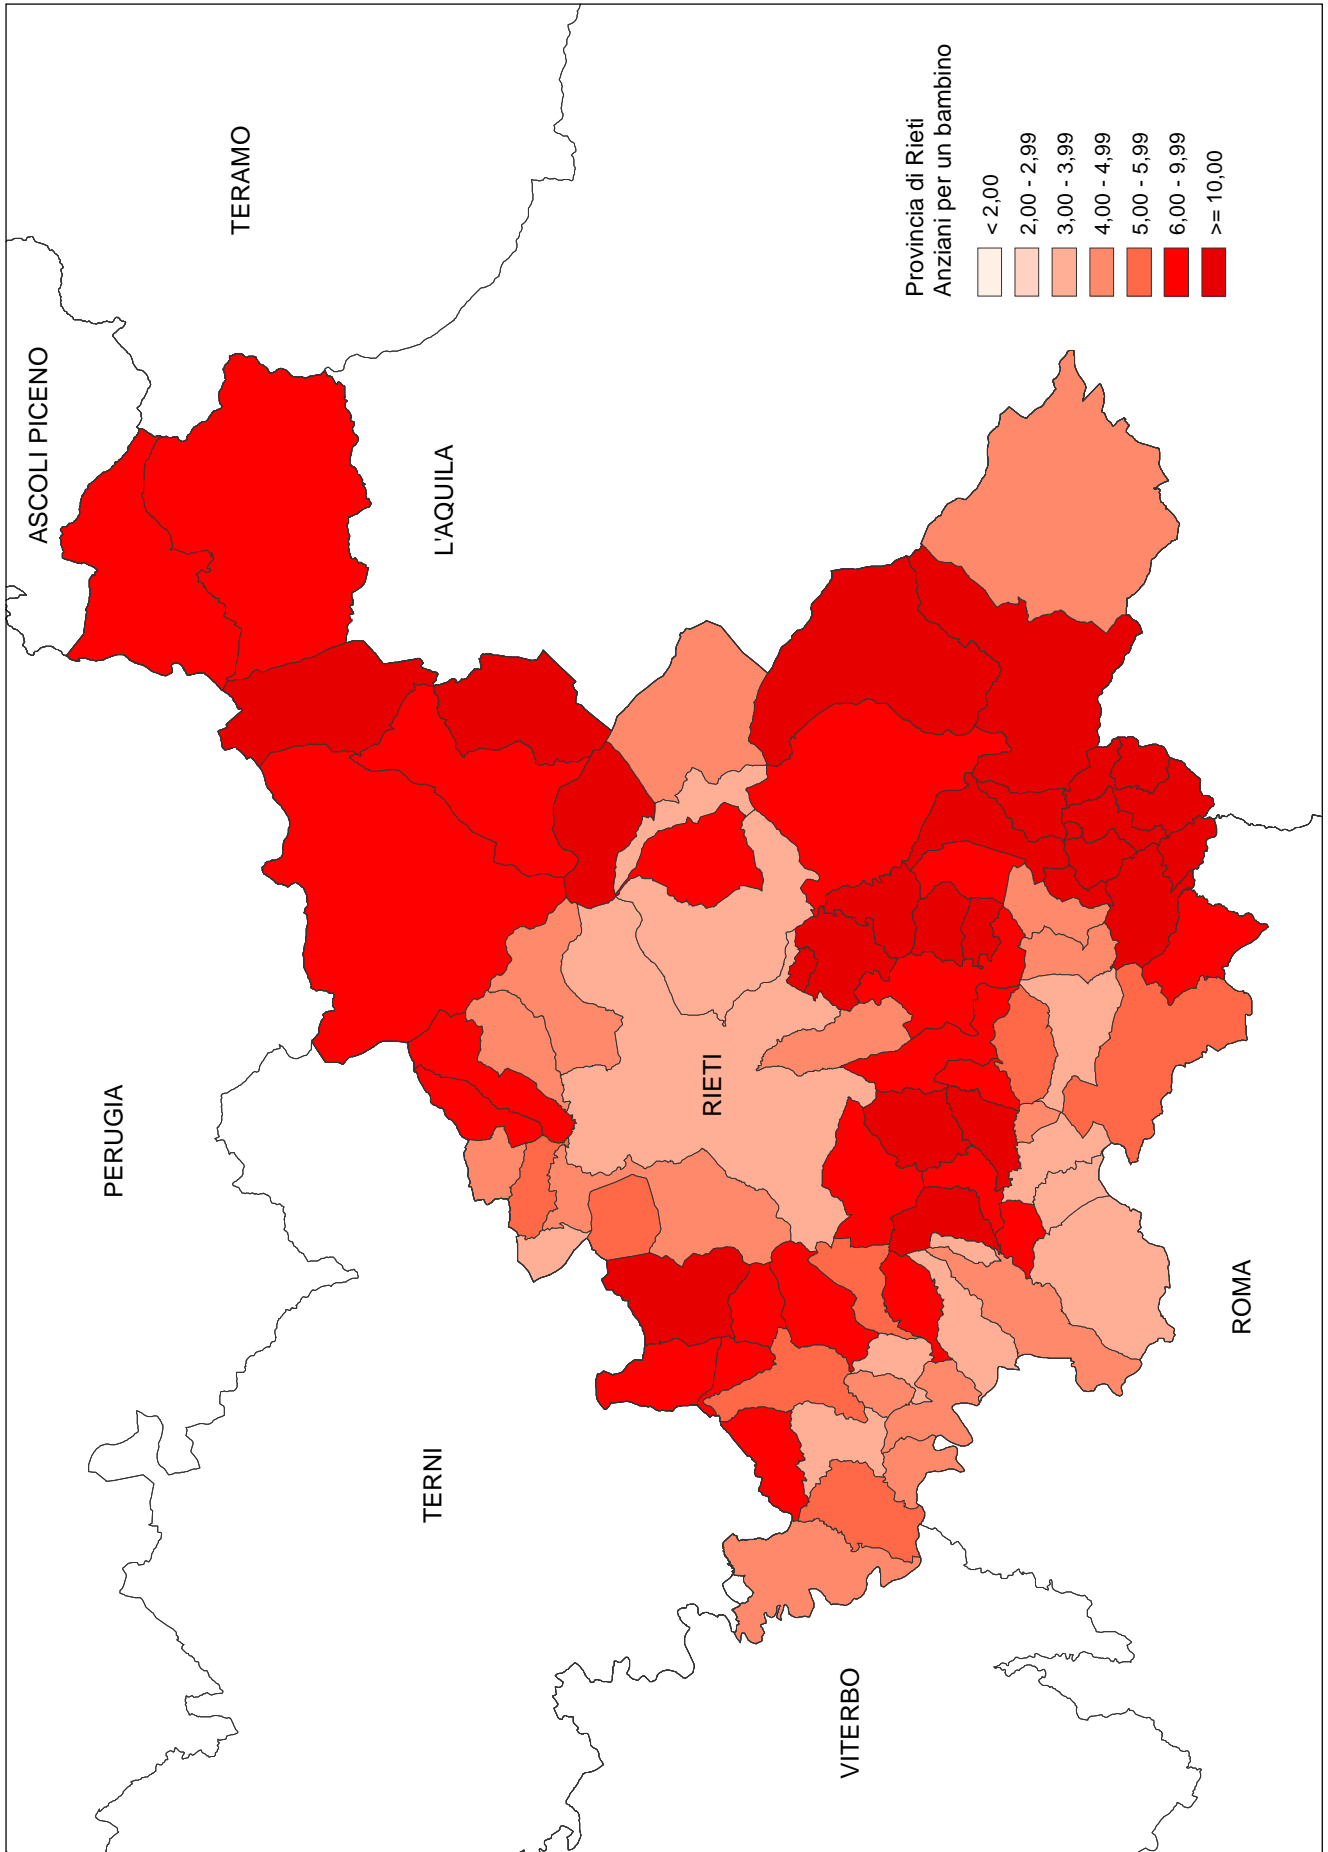 ASCOLI PICENO
TERAMO
PERUGIA
L'AQUILA
TERNI
RIETI
VITERBO
ROMA
Provincia di Rieti
Anziani per un bambino
< 2,00
2,00 - 2,99
3,00 - 3,99
4,00 - 4,99
5,00 - 5,99
6,00 - 9,99
>= 10,00